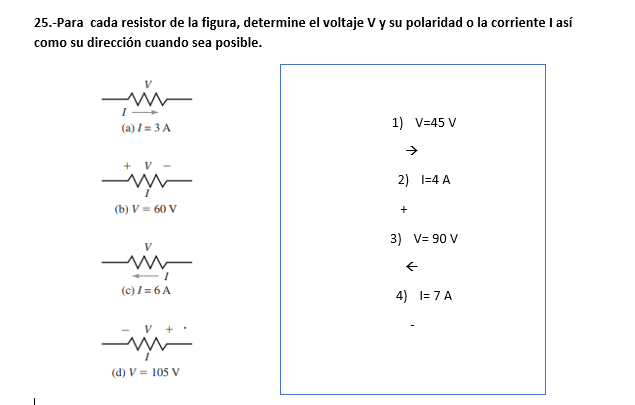 25.-Para cada resistor de la figura, determine el voltaje V y su polaridad o la corriente I así
como su dirección cuando sea posible.
V
I →
(a) I = 3 A
+ V −
I
(b) V = 60 V
V
← I
(c) I = 6 A
− V +
I
(d) V = 105 V
1) V=45 V
→
2) I=4 A
+
3) V= 90 V
←
4) I= 7 A
-